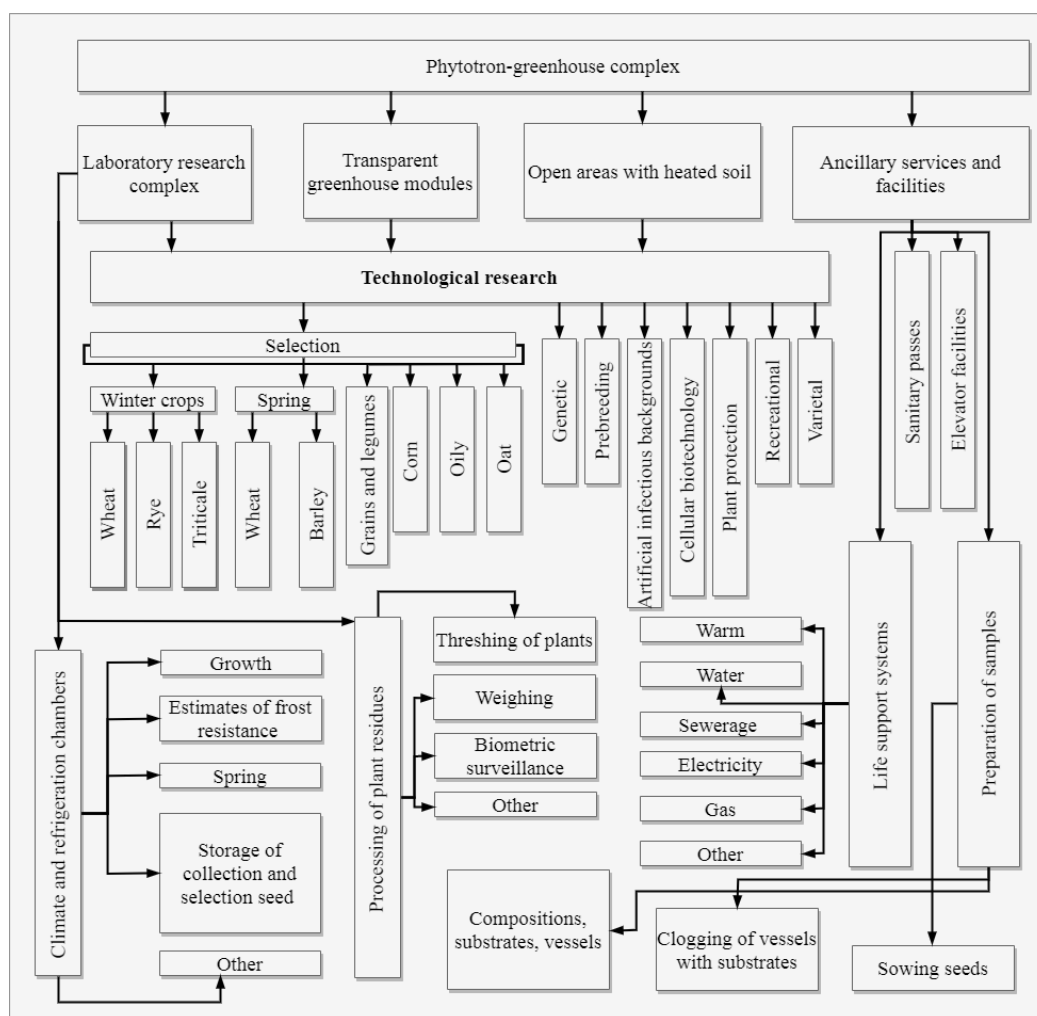 Phytotron-greenhouse complex
Laboratory research
complex
Transparent
greenhouse modules
Open areas with heated soil
Ancillary services and
facilities
Technological research
Selection
Winter crops
Spring
Wheat
Rye
Triticale
Wheat
Barley
Grains and legumes
Corn
Oily
Oat
Genetic
Prebreeding
Artificial infectious backgrounds
Cellular biotechnology
Plant protection
Recreational
Varietal
Sanitary passes
Elevator facilities
Climate and refrigeration chambers
Growth
Estimates of frost
resistance
Spring
Storage of
collection and
selection seed
Other
Processing of plant residues
Threshing of plants
Weighing
Biometric
surveillance
Other
Warm
Water
Sewerage
Electricity
Gas
Other
Life support systems
Preparation of samples
Compositions,
substrates, vessels
Clogging of vessels
with substrates
Sowing seeds